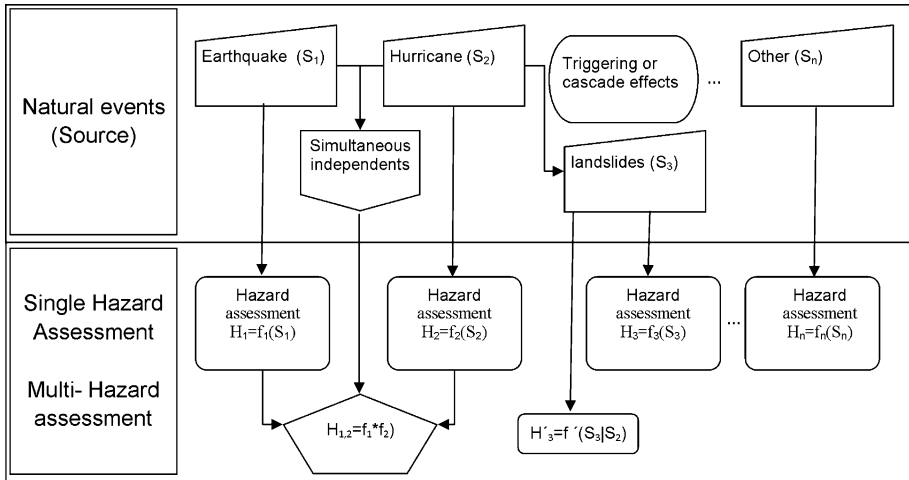 Natural events
(Source)
Earthquake (S₁)
Hurricane (S₂)
Triggering or
cascade effects
...
Other (Sₙ)
Simultaneous
independents
landslides (S₃)
Single Hazard
Assessment
Multi- Hazard
assessment
Hazard
assessment
H₁=f₁(S₁)
Hazard
assessment
H₂=f₂(S₂)
Hazard
assessment
H₃=f₃(S₃)
...
Hazard
assessment
Hₙ=fₙ(Sₙ)
H₁,₂=f₁*f₂)
H´₃=f ´(S₃|S₂)